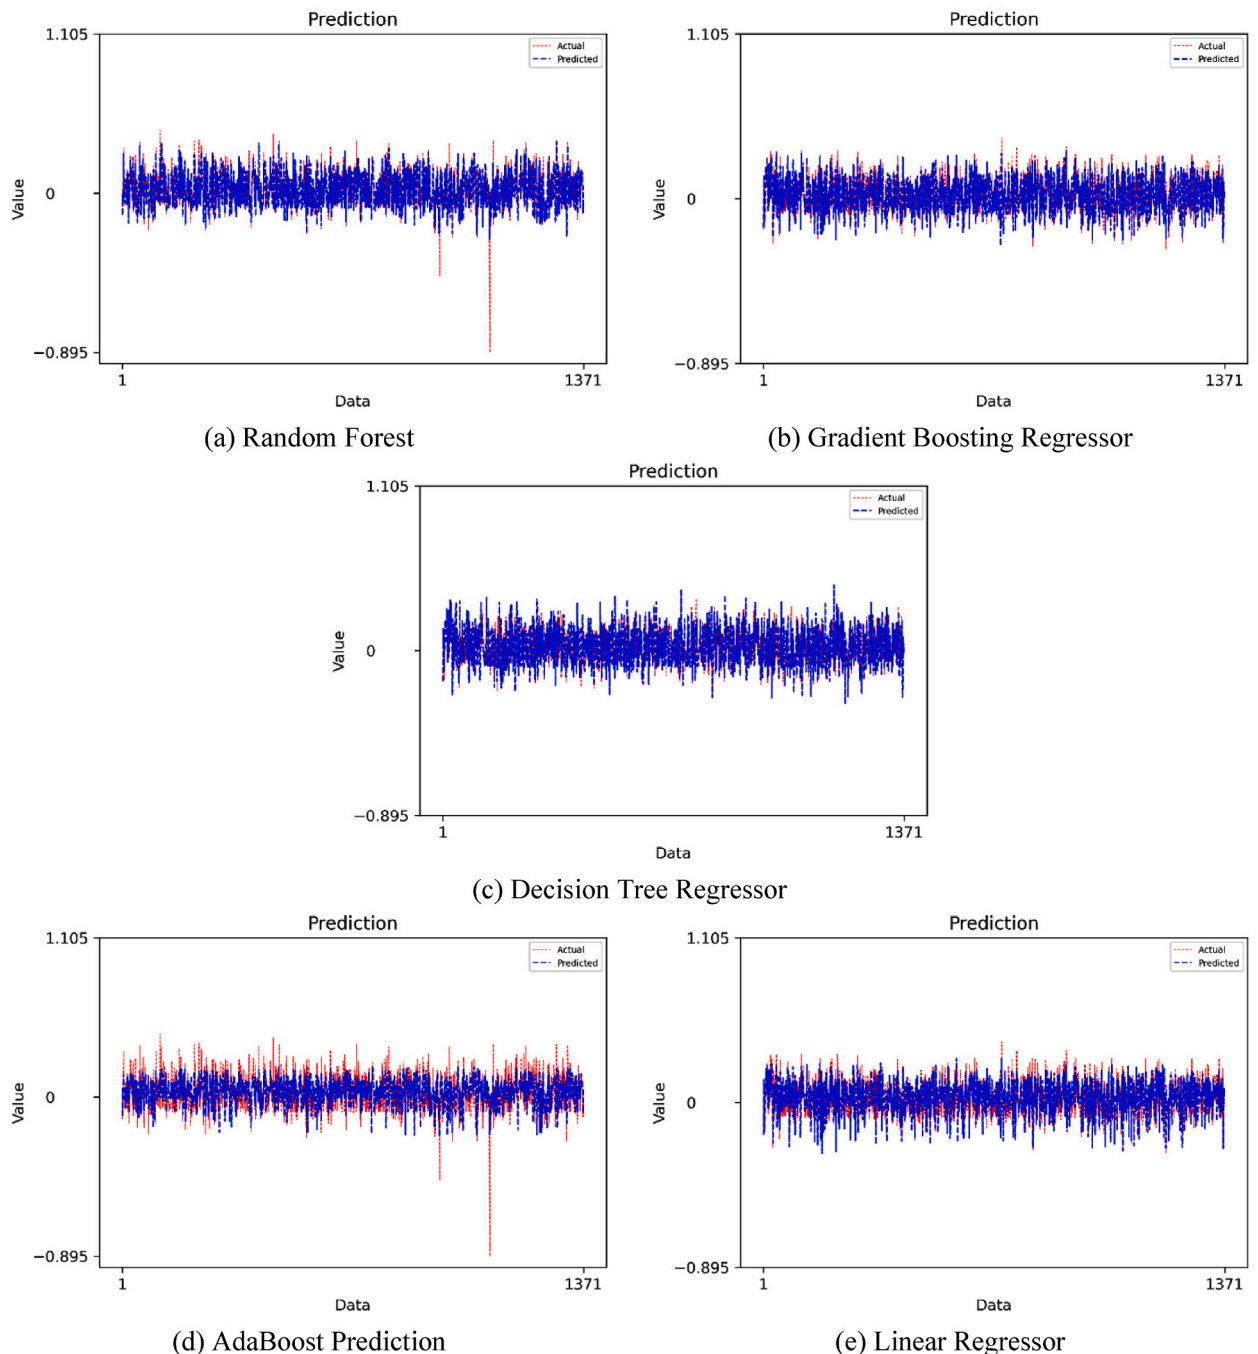 Prediction
1.105
Actual
Predicted
Value
0
−0.895
1
1371
Data
(a) Random Forest
Prediction
1.105
Actual
Predicted
Value
0
−0.895
1
1371
Data
(b) Gradient Boosting Regressor
Prediction
1.105
Actual
Predicted
Value
0
−0.895
1
1371
Data
(c) Decision Tree Regressor
Prediction
1.105
Actual
Predicted
Value
0
−0.895
1
1371
Data
(d) AdaBoost Prediction
Prediction
1.105
Actual
Predicted
Value
0
−0.895
1
1371
Data
(e) Linear Regressor